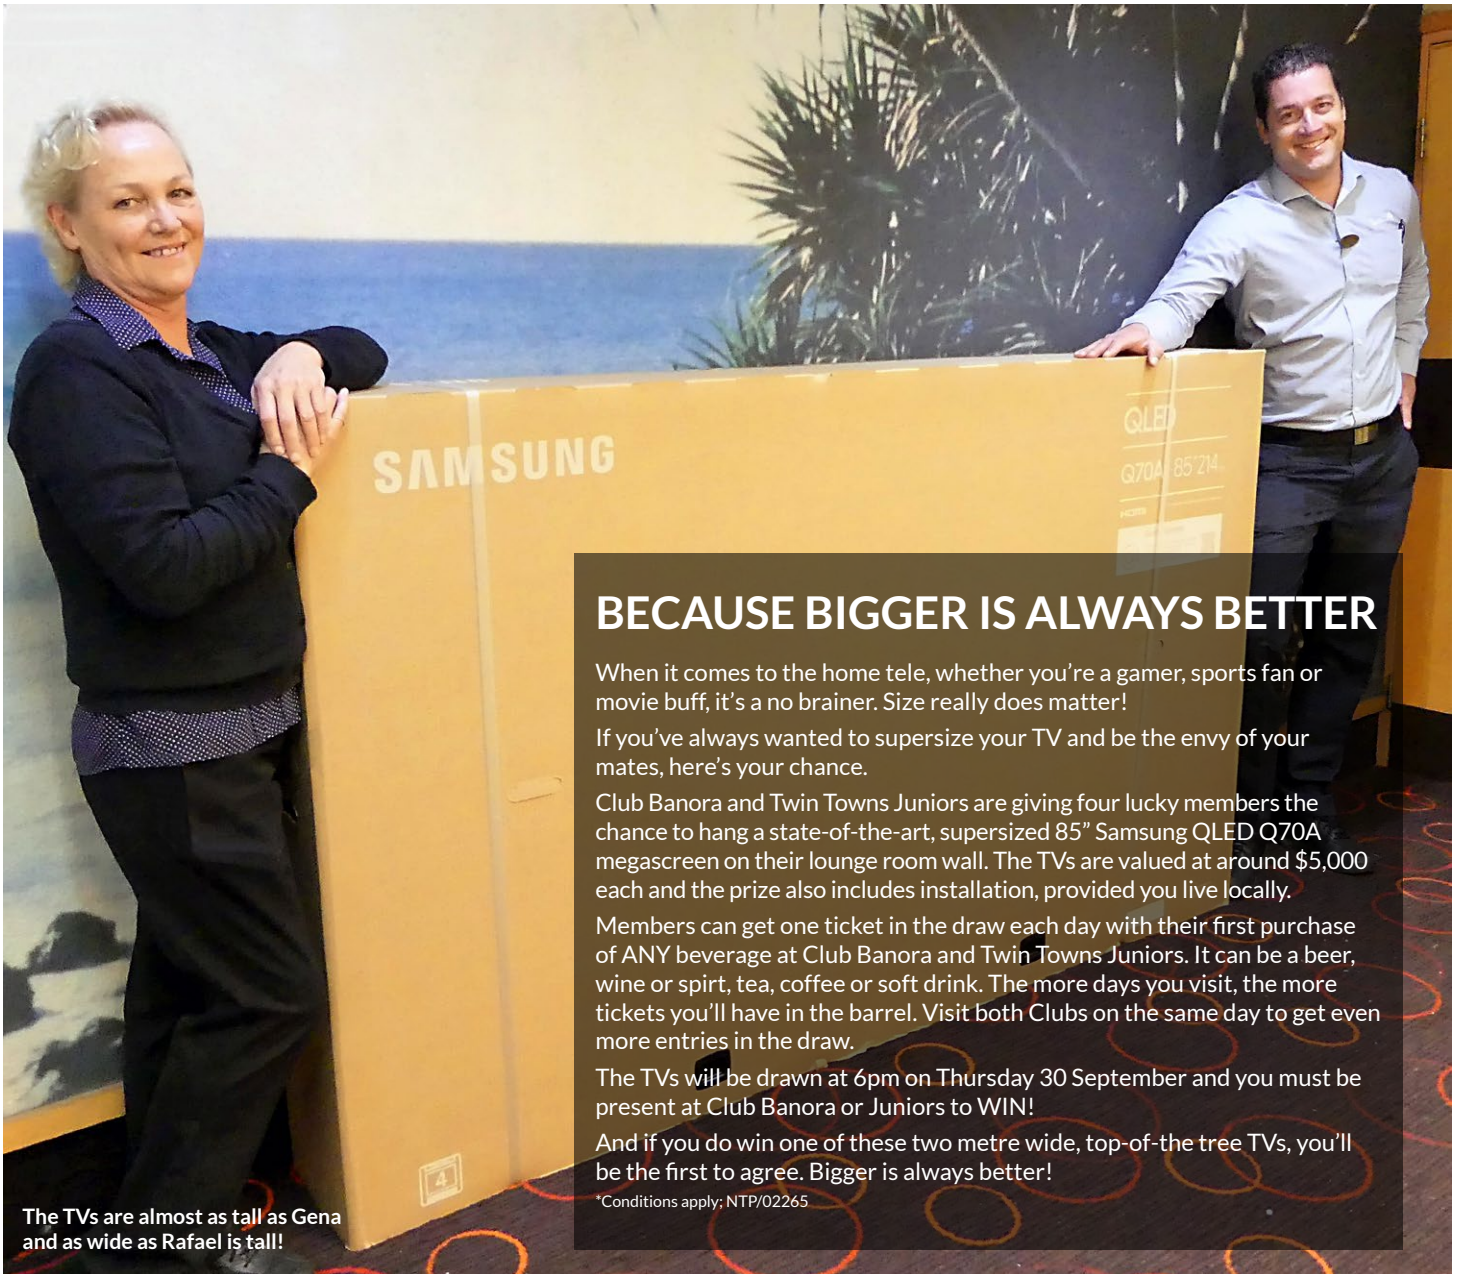 SAMSUNG
QLED
Q70A 85"214
HDMI
BECAUSE BIGGER IS ALWAYS BETTER
When it comes to the home tele, whether you’re a gamer, sports fan or
movie buff, it’s a no brainer. Size really does matter!
If you’ve always wanted to supersize your TV and be the envy of your
mates, here’s your chance.
Club Banora and Twin Towns Juniors are giving four lucky members the
chance to hang a state-of-the-art, supersized 85” Samsung QLED Q70A
megascreen on their lounge room wall. The TVs are valued at around $5,000
each and the prize also includes installation, provided you live locally.
Members can get one ticket in the draw each day with their first purchase
of ANY beverage at Club Banora and Twin Towns Juniors. It can be a beer,
wine or spirt, tea, coffee or soft drink. The more days you visit, the more
tickets you’ll have in the barrel. Visit both Clubs on the same day to get even
more entries in the draw.
The TVs will be drawn at 6pm on Thursday 30 September and you must be
present at Club Banora or Juniors to WIN!
And if you do win one of these two metre wide, top-of-the tree TVs, you’ll
be the first to agree. Bigger is always better!
*Conditions apply; NTP/02265
4
The TVs are almost as tall as Gena
and as wide as Rafael is tall!